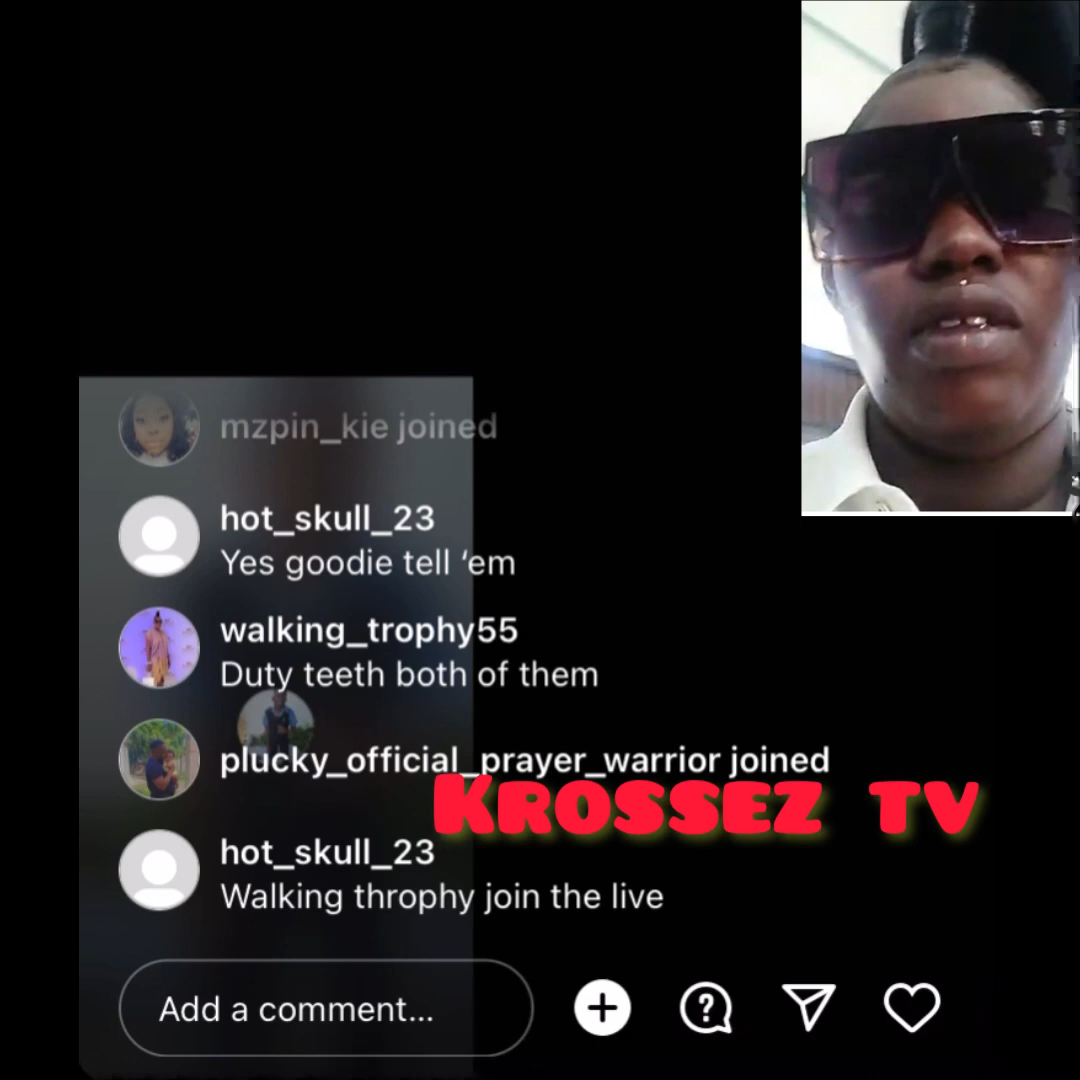 mzpin_kie joined
hot_skull_23
Yes goodie tell ‘em
walking_trophy55
Duty teeth both of them
plucky_official_prayer_warrior joined
KROSSEZ TV
hot_skull_23
Walking throphy join the live
Add a comment...